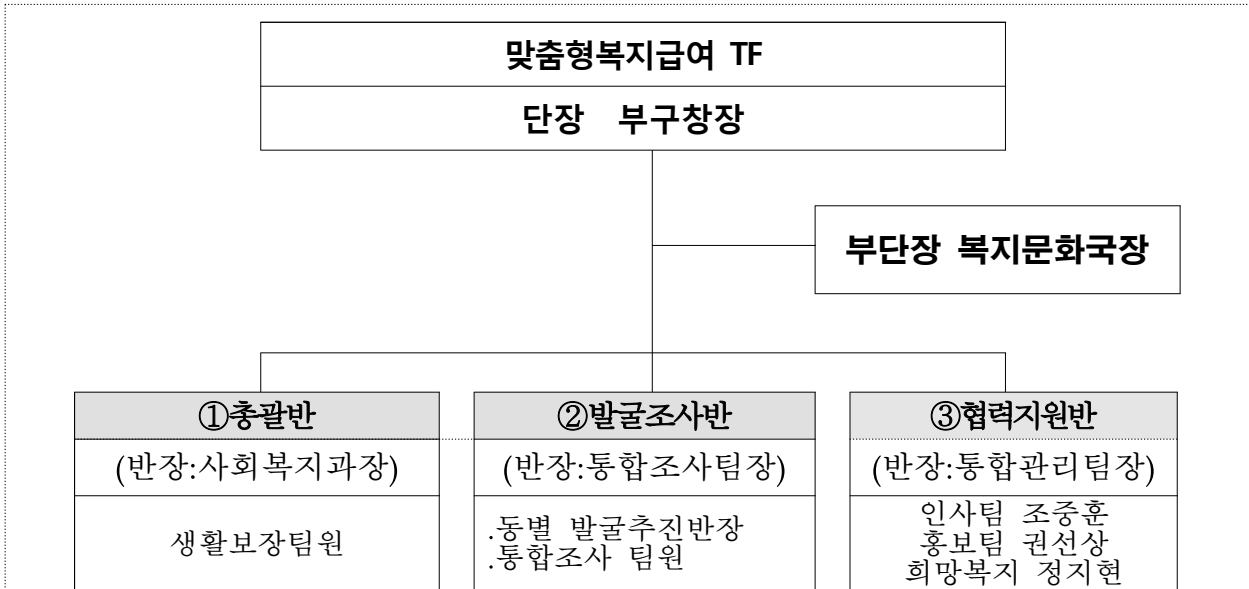 맞춤형복지급여 TF
단장 부구창장
부단장 복지문화국장
①총괄반
②발굴조사반
③협력지원반
(반장:사회복지과장)
(반장:통합조사팀장)
(반장:통합관리팀장)
생활보장팀원
.동별 발굴추진반장
.통합조사 팀원
인사팀 조중훈
홍보팀 권선상
희망복지 정지현